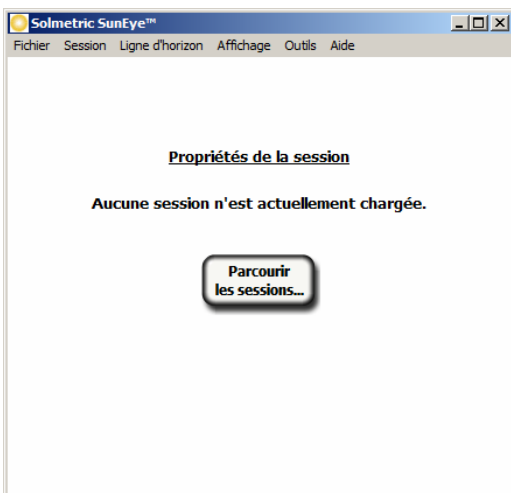 Solmetric SunEye™
Fichier Session Ligne d'horizon Affichage Outils Aide
Propriétés de la session
Aucune session n'est actuellement chargée.
Parcourir
les sessions...